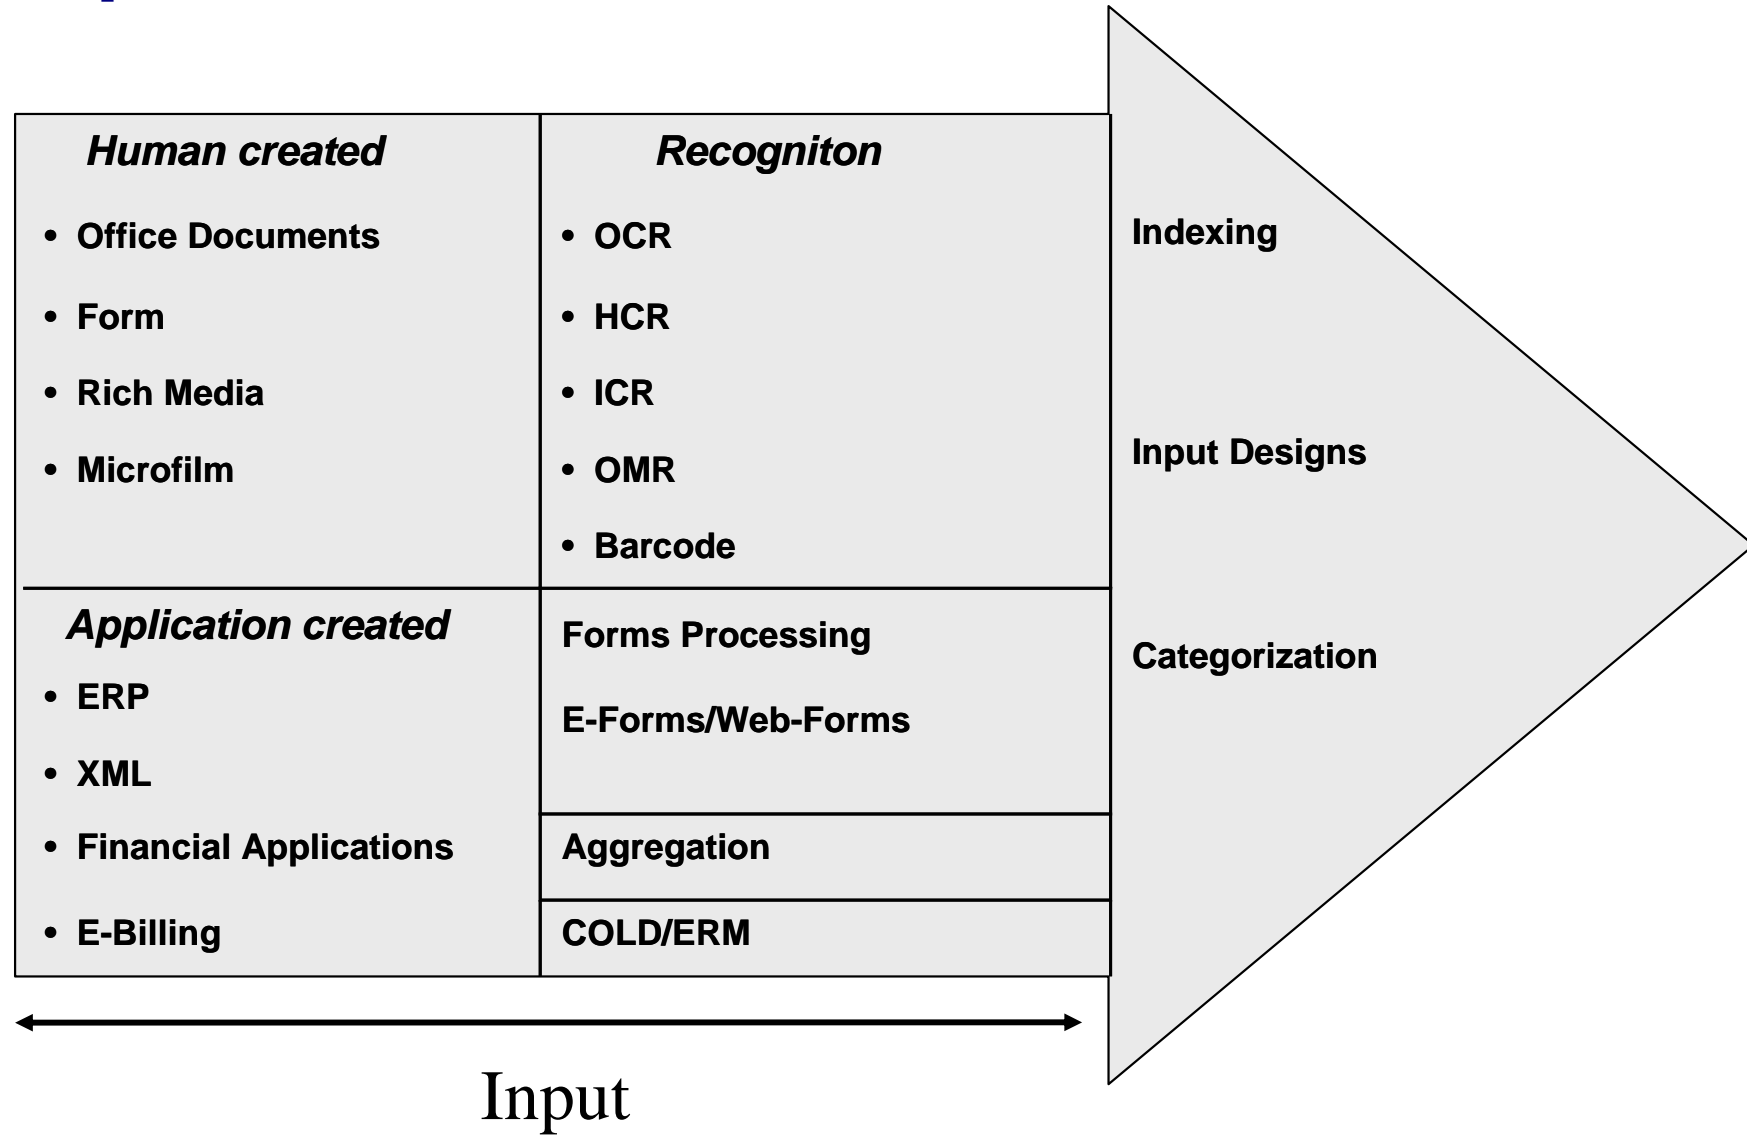 Human created
• Office Documents
• Form
• Rich Media
• Microfilm
Recogniton
• OCR
• HCR
• ICR
• OMR
• Barcode
Application created
• ERP
• XML
• Financial Applications
• E-Billing
Forms Processing
E-Forms/Web-Forms
Aggregation
COLD/ERM
Indexing
Input Designs
Categorization
Input